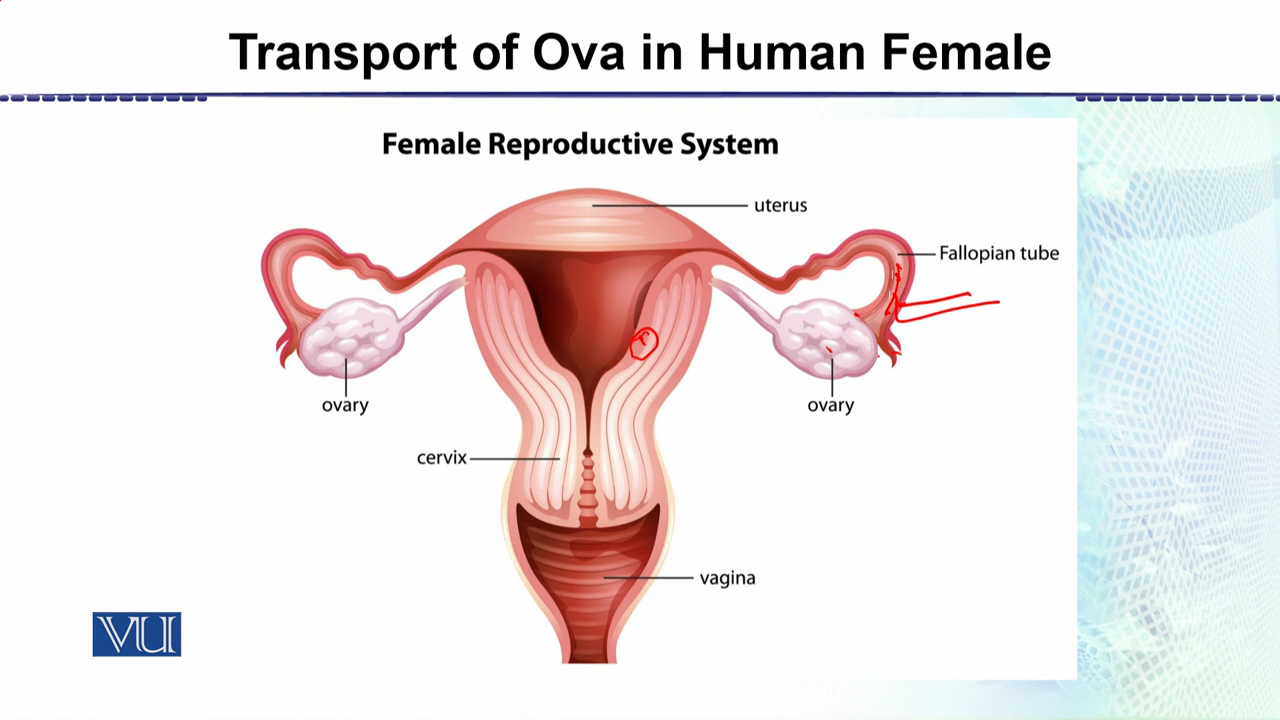 Transport of Ova in Human Female
Female Reproductive System
uterus
Fallopian tube
ovary
ovary
cervix
vagina
VU